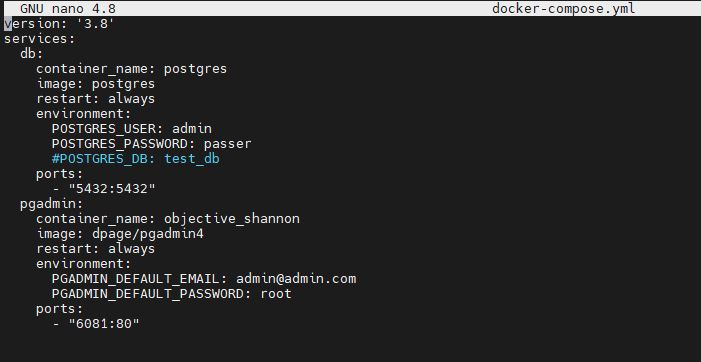 GNU nano 4.8 docker-compose.yml
version: '3.8'
services:
  db:
    container_name: postgres
    image: postgres
    restart: always
    environment:
      POSTGRES_USER: admin
      POSTGRES_PASSWORD: passer
      #POSTGRES_DB: test_db
    ports:
      - "5432:5432"
  pgadmin:
    container_name: objective_shannon
    image: dpage/pgadmin4
    restart: always
    environment:
      PGADMIN_DEFAULT_EMAIL: admin@admin.com
      PGADMIN_DEFAULT_PASSWORD: root
    ports:
      - "6081:80"